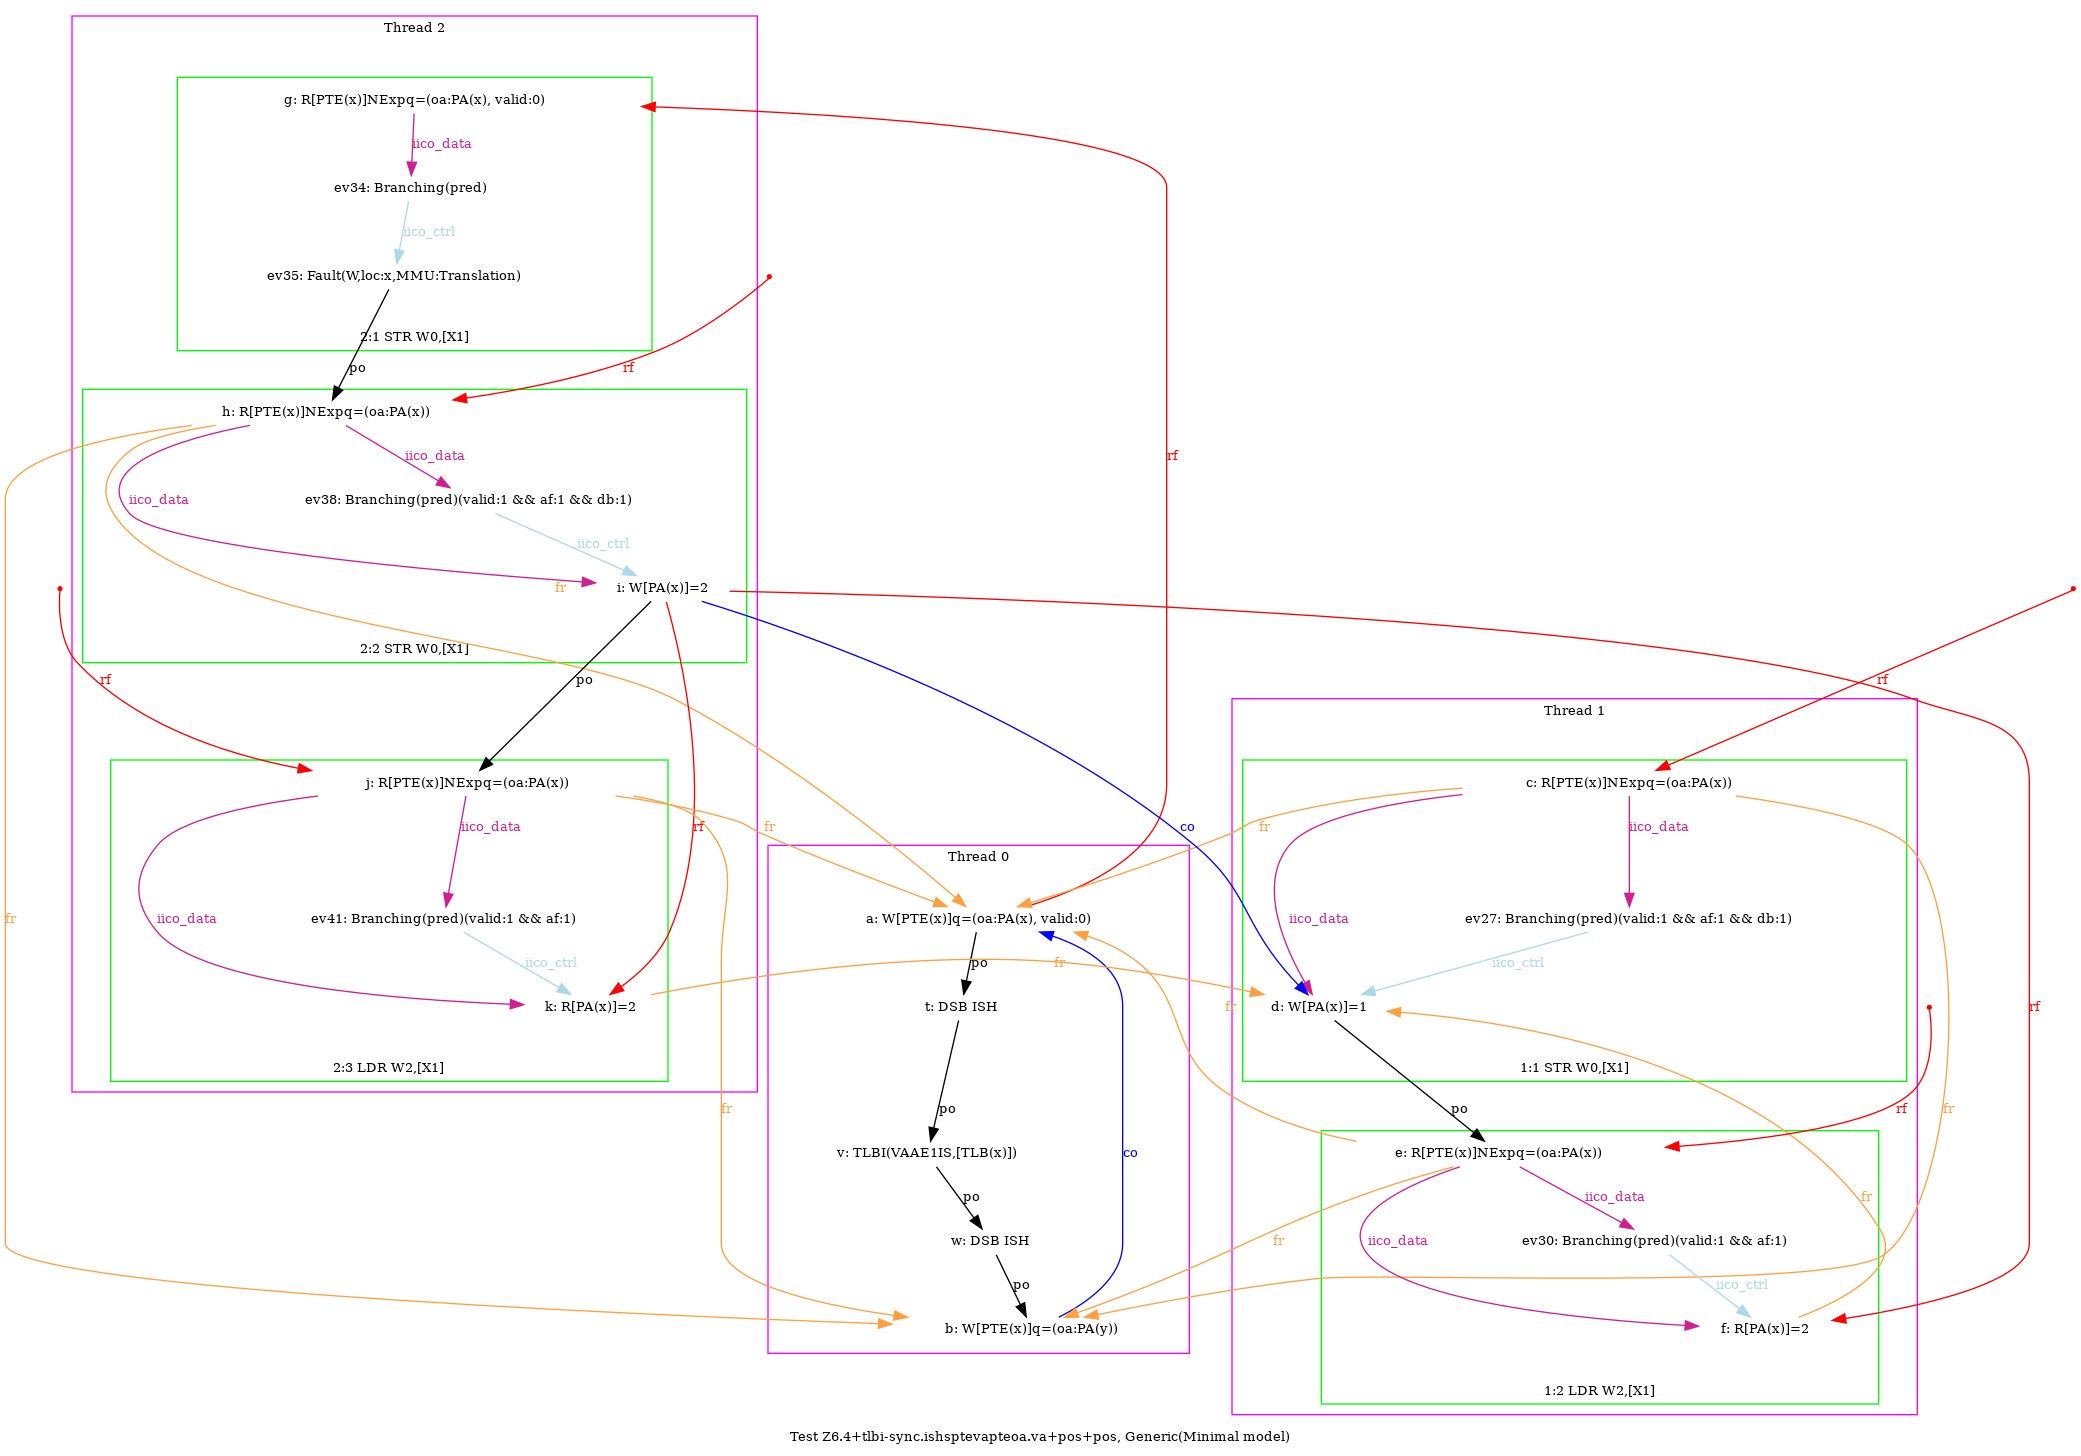 Thread 2
g: R[PTE(x)]NExpq=(oa:PA(x), valid:0)
iico_data
ev34: Branching(pred)
iico_ctrl
ev35: Fault(W,loc:x,MMU:Translation)
2:1 STR W0,[X1]
po
rf
h: R[PTE(x)]NExpq=(oa:PA(x))
iico_data
rf
iico_data
ev38: Branching(pred)(valid:1 && af:1 && db:1)
iico_ctrl
fr
i: W[PA(x)]=2
2:2 STR W0,[X1]
rf
po
rf
Thread 1
j: R[PTE(x)]NExpq=(oa:PA(x))
c: R[PTE(x)]NExpq=(oa:PA(x))
iico_data
rf
fr
co
fr
iico_data
Thread 0
fr
iico_data
ev41: Branching(pred)(valid:1 && af:1)
a: W[PTE(x)]q=(oa:PA(x), valid:0)
iico_data
ev27: Branching(pred)(valid:1 && af:1 && db:1)
iico_ctrl
po
fr
iico_ctrl
k: R[PA(x)]=2
t: DSB ISH
fr
d: W[PA(x)]=1
rf
2:3 LDR W2,[X1]
1:1 STR W0,[X1]
fr
po
po
rf
fr
v: TLBI(VAAE1IS,[TLB(x)])
co
e: R[PTE(x)]NExpq=(oa:PA(x))
po
iico_data
fr
w: DSB ISH
fr
iico_data
ev30: Branching(pred)(valid:1 && af:1)
po
iico_ctrl
b: W[PTE(x)]q=(oa:PA(y))
f: R[PA(x)]=2
1:2 LDR W2,[X1]
Test Z6.4+tlbi-sync.ishsptevapteoa.va+pos+pos, Generic(Minimal model)